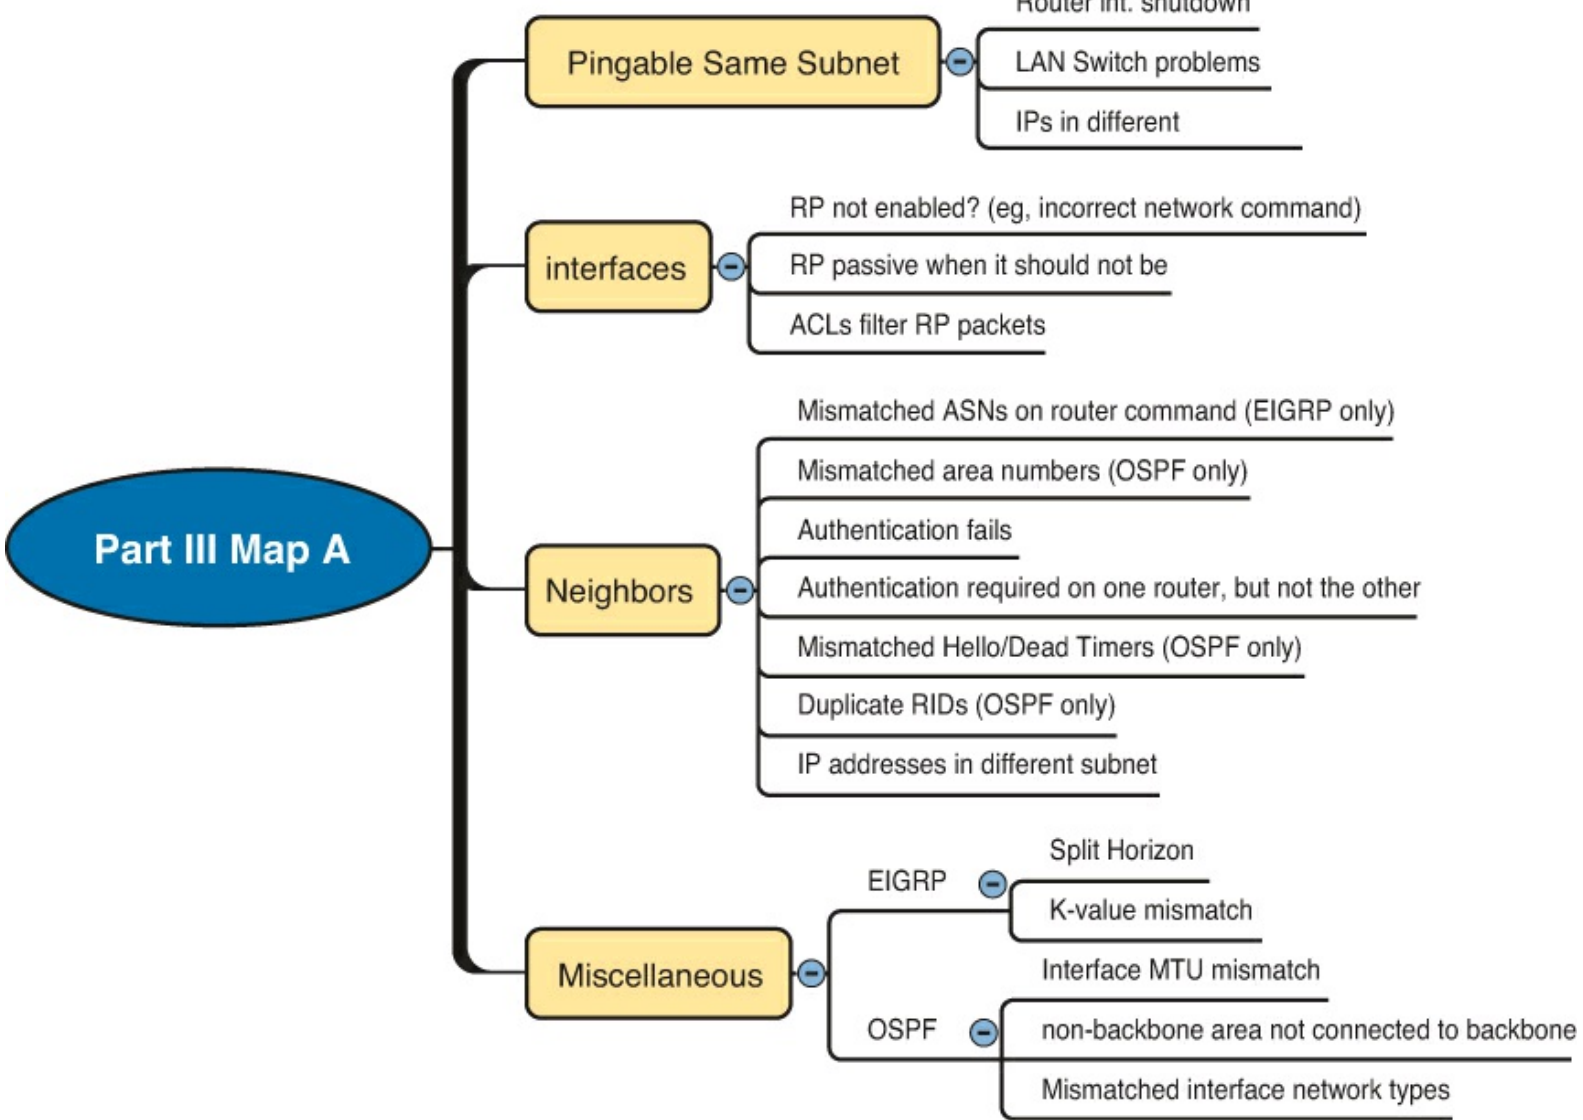 Router int. shutdown
Pingable Same Subnet
LAN Switch problems
IPs in different
RP not enabled? (eg, incorrect network command)
interfaces
RP passive when it should not be
ACLs filter RP packets
Mismatched ASNs on router command (EIGRP only)
Mismatched area numbers (OSPF only)
Authentication fails
Part III Map A
Neighbors
Authentication required on one router, but not the other
Mismatched Hello/Dead Timers (OSPF only)
Duplicate RIDs (OSPF only)
IP addresses in different subnet
Split Horizon
EIGRP
K-value mismatch
Miscellaneous
Interface MTU mismatch
OSPF
non-backbone area not connected to backbone
Mismatched interface network types